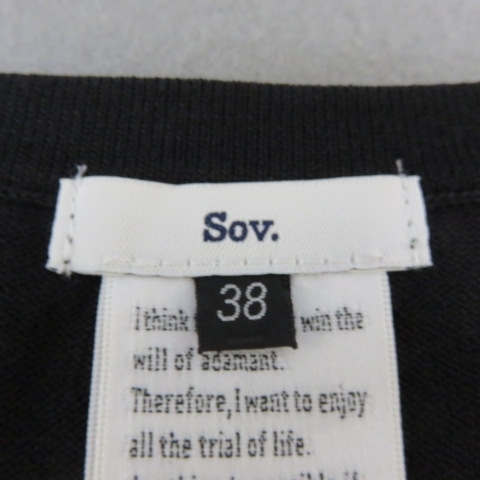 Sov.
38
I think win the
will of adamant.
Therefore, I want to enjoy
all the trial of life.